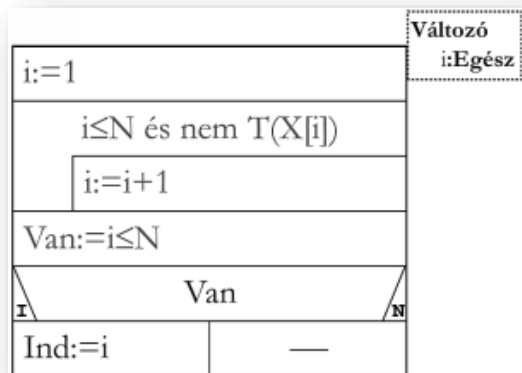 Változó
i:Egész
i:=1
i≤N és nem T(X[i])
i:=i+1
Van:=i≤N
I Van N
Ind:=i —